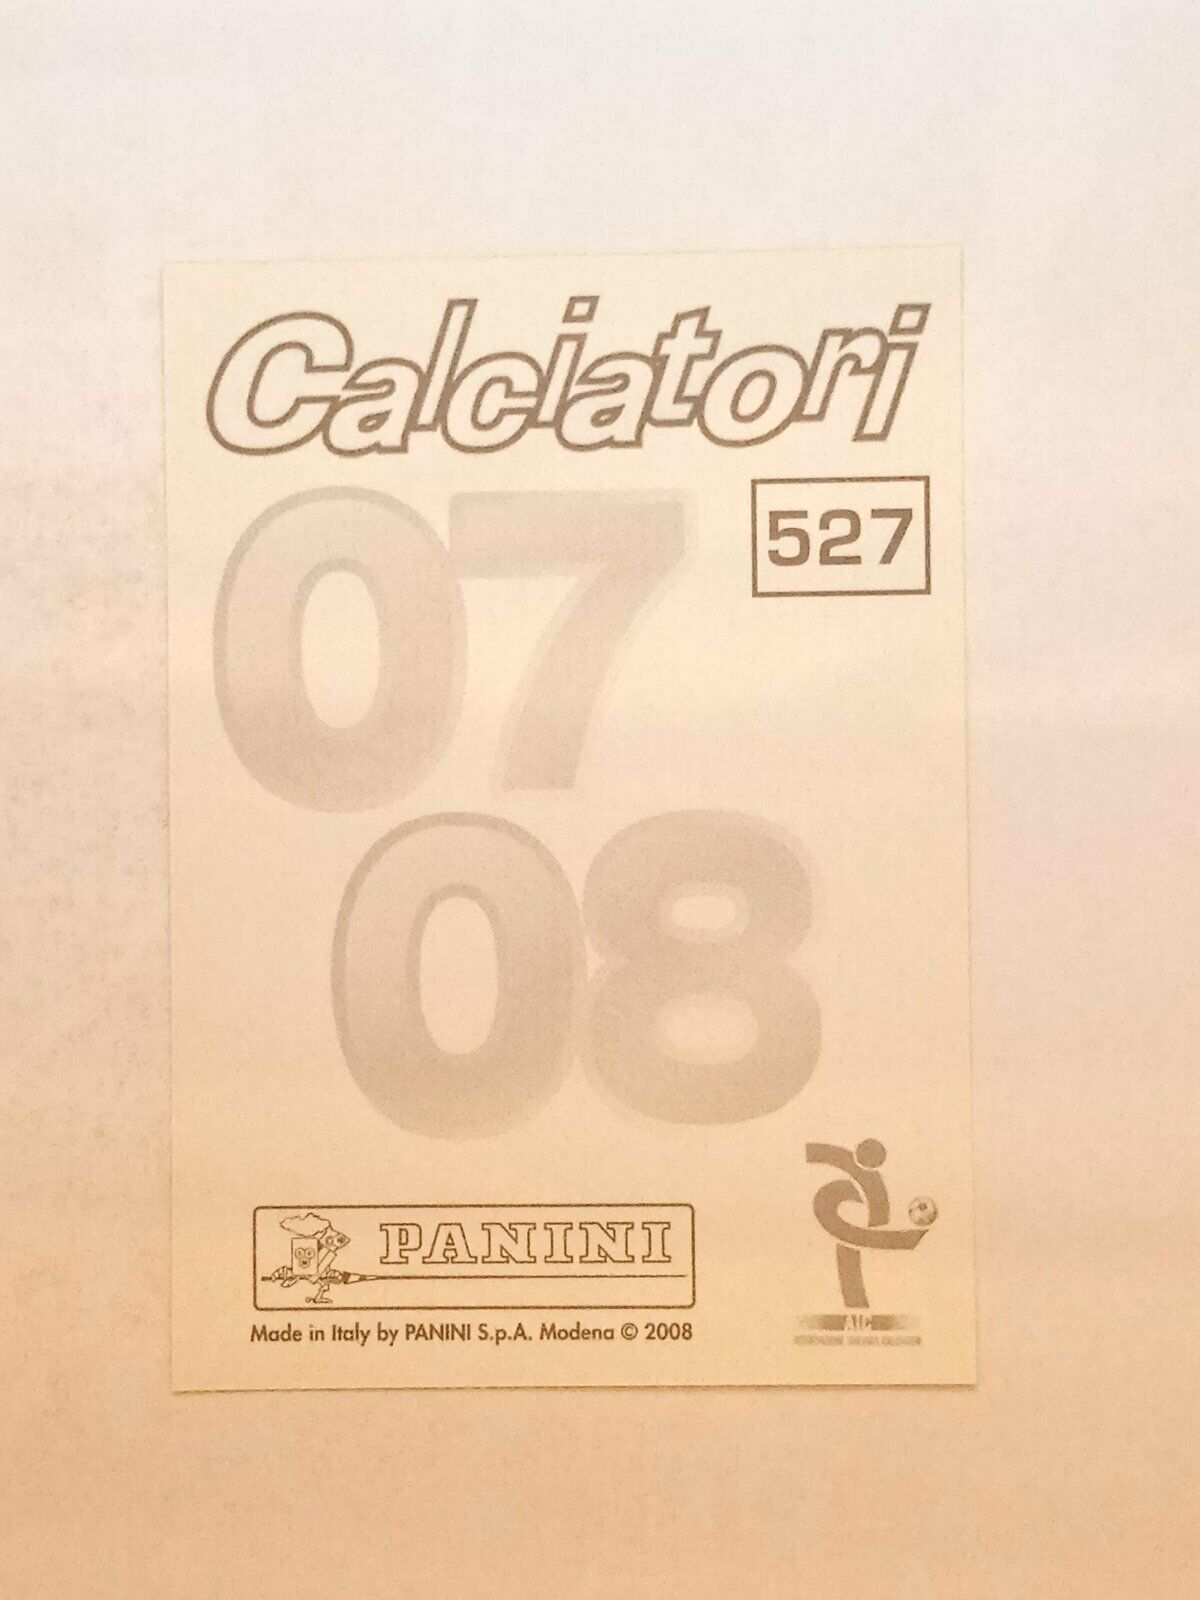 Calciatori
527
07
08
PANINI
Made in Italy by PANINI S.p.A. Modena © 2008
AIC